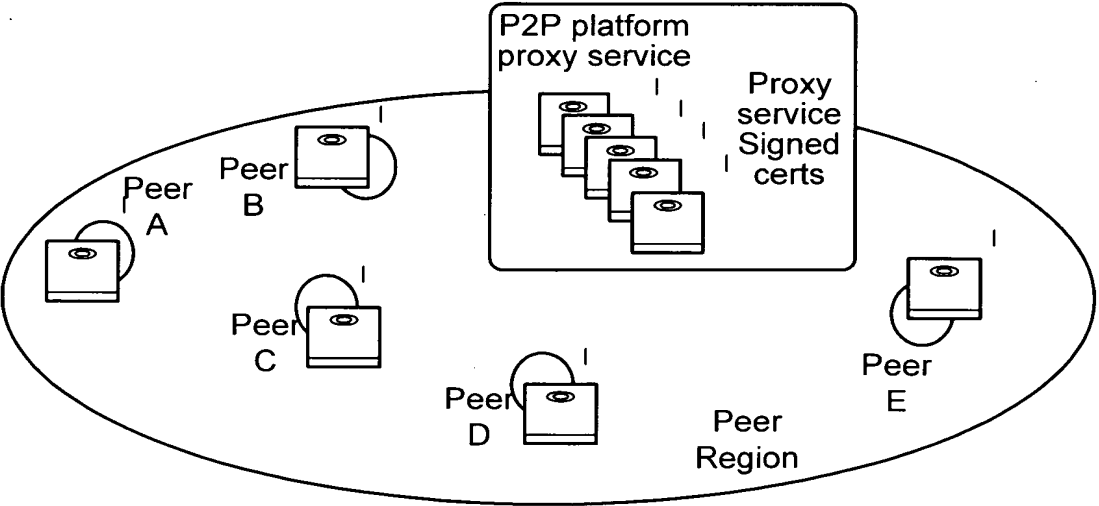 P2P platform
proxy service
Proxy
service
Signed
certs
Peer
B
Peer
A
Peer
C
Peer
D
Peer
E
Peer
Region